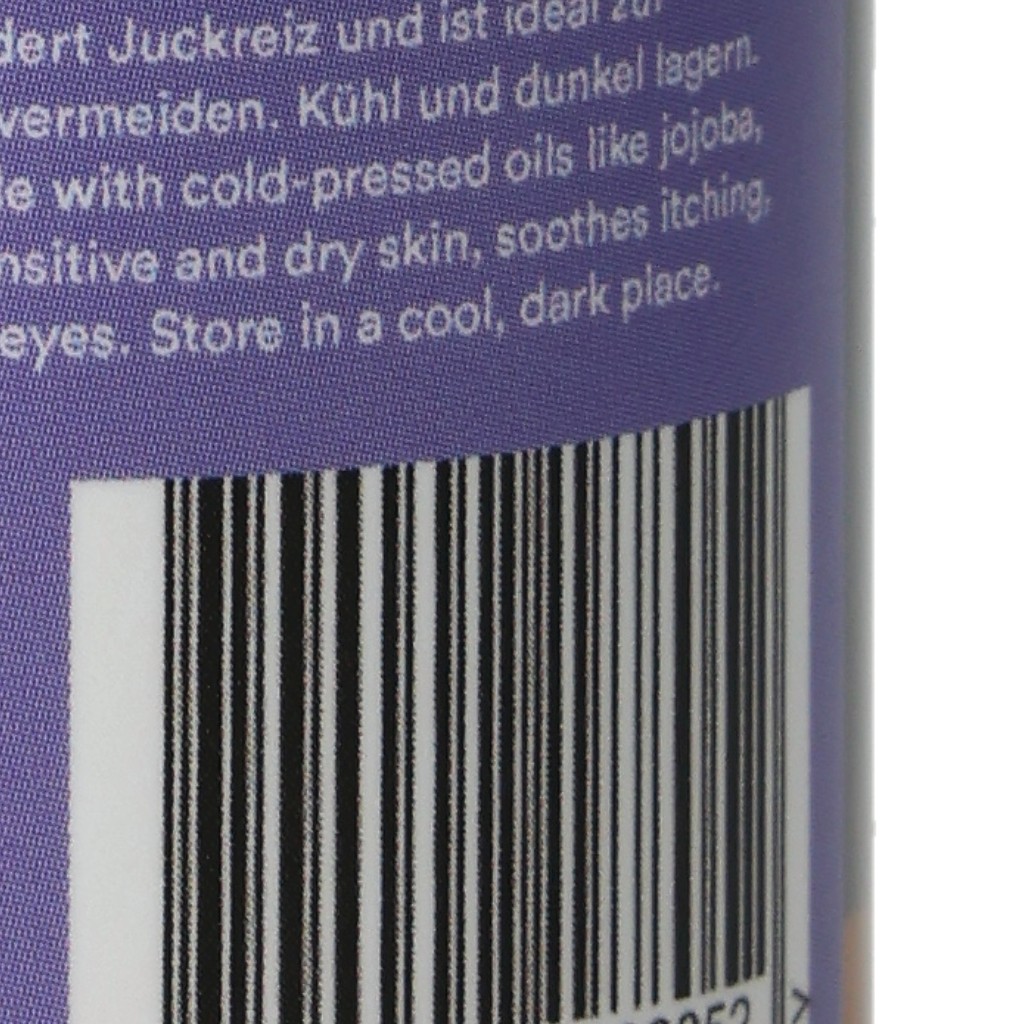 dert Juckreiz und ist ideal zur
vermeiden. Kühl und dunkel lagern.
le with cold-pressed oils like jojoba,
nsitive and dry skin, soothes itching,
eyes. Store in a cool, dark place.
>